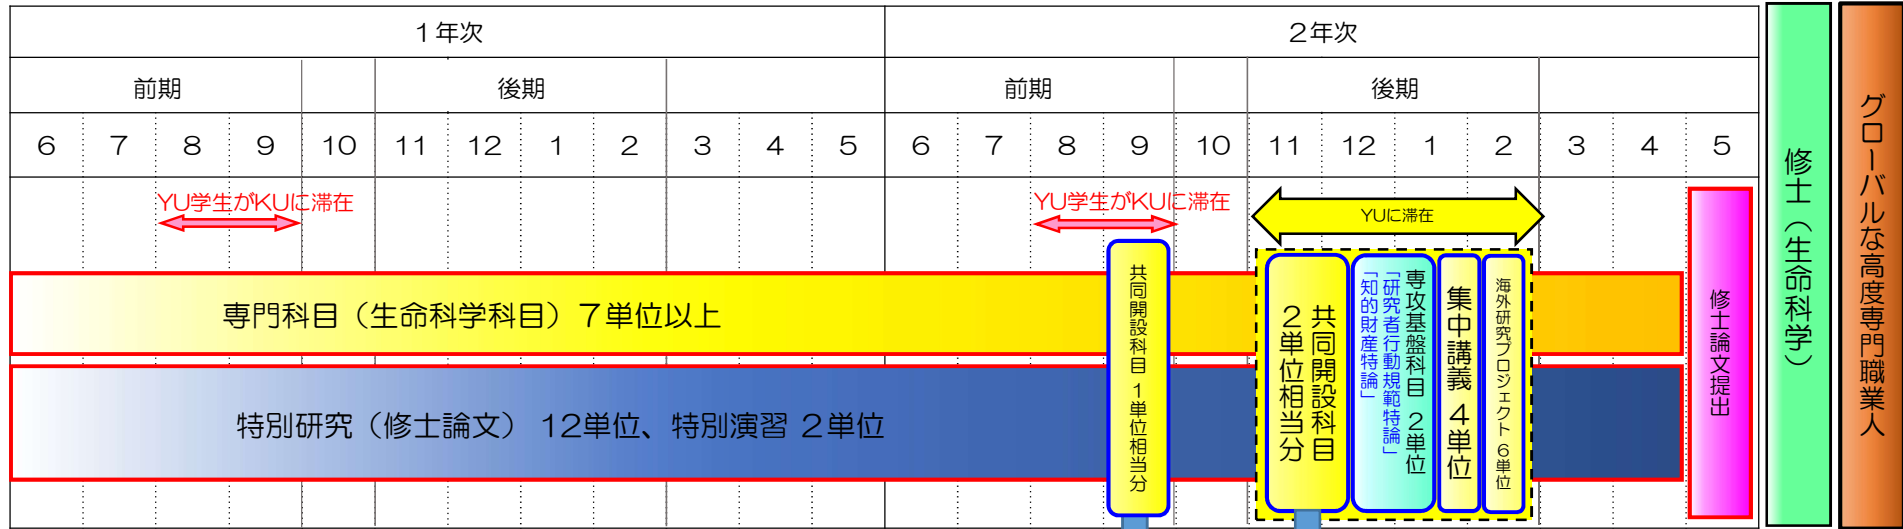 １年次
２年次
前期
後期
前期
後期
6 7 8 9 10 11 12 1 2 3 4 5 6 7 8 9 10 11 12 1 2 3 4 5
YU学生がKUに滞在
YU学生がKUに滞在
YUに滞在
専門科目（生命科学科目）７単位以上
特別研究（修士論文） 12単位、特別演習 ２単位
共同開設科目 １単位相当分
共同開設科目
２単位相当分
専攻基盤科目 ２単位
「研究者行動規範特論」
「知的財産特論」
集中講義 ４単位
海外研究プロジェクト 6単位
修士論文提出
修士（生命科学）
グローバルな高度専門職業人